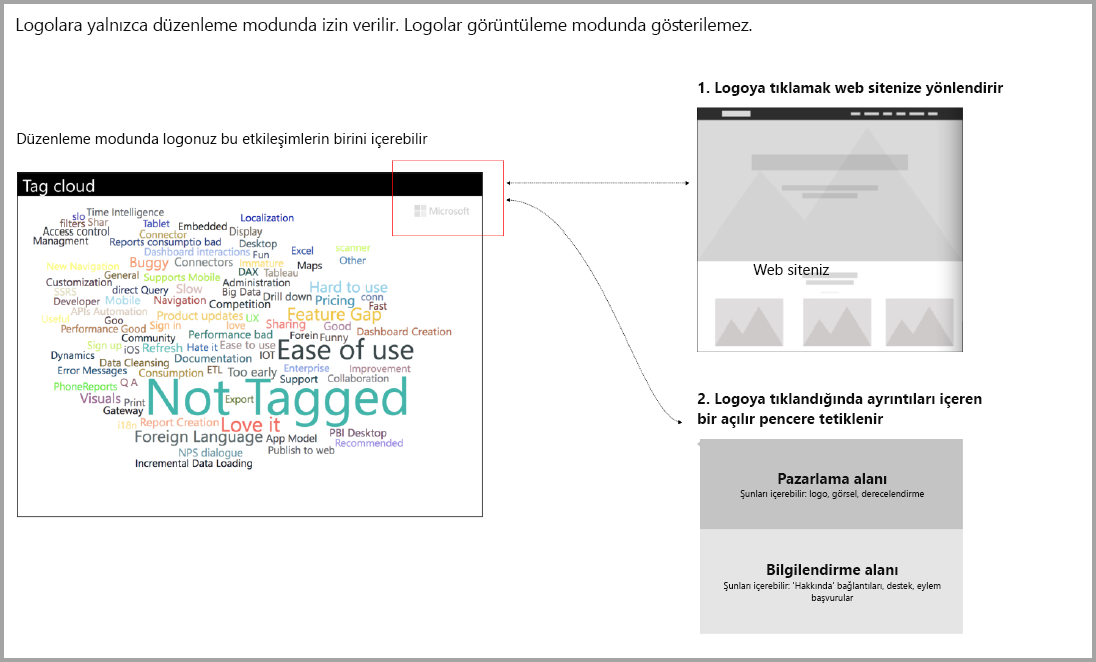 Logolara yalnızca düzenleme modunda izin verilir. Logolar görüntüleme modunda gösterilemez.
Düzenleme modunda logonuz bu etkileşimlerin birini içerebilir
Tag cloud
Microsoft
slo Time Intelligence
filters Shar Tablet Embedded Localization
Access control Connector Display
Managment Reports consumptio bad Desktop
Dashboard interactions Fun Excel scanner
New Navigation Buggy Connectors Immature Maps Other
General Supports Mobile DAX Tableau
Customization Administration Hard to use
SSRS direct Query Slow Big Data Drill down Pricing conn
Developer Mobile Navigation Competition Fast
APIs Automation Product updates UX Feature Gap
Useful Goo Sign in love Sharing Good
Performance Good Performance bad Forein Funny Dashboard Creation
Community
Sign up iOS Refresh Hate it Ease to use Ease of use
Dynamics Documentation IOT
Data Cleansing Enterprise Improvement
Error Messages Consumption ETL Too early Support Collaboration
PhoneReports Q A Not Tagged
Visuals Print Export
Gateway
i18n Report Creation Love it
Foreign Language App Model PBI Desktop
Recommended
NPS dialogue Publish to web
Incremental Data Loading
1. Logoya tıklamak web sitenize yönlendirir
Web siteniz
2. Logoya tıklandığında ayrıntıları içeren
bir açılır pencere tetiklenir
Pazarlama alanı
Şunları içerebilir: logo, görsel, derecelendirme
Bilgilendirme alanı
Şunları içerebilir: 'Hakkında' bağlantıları, destek, eylem
başvurular